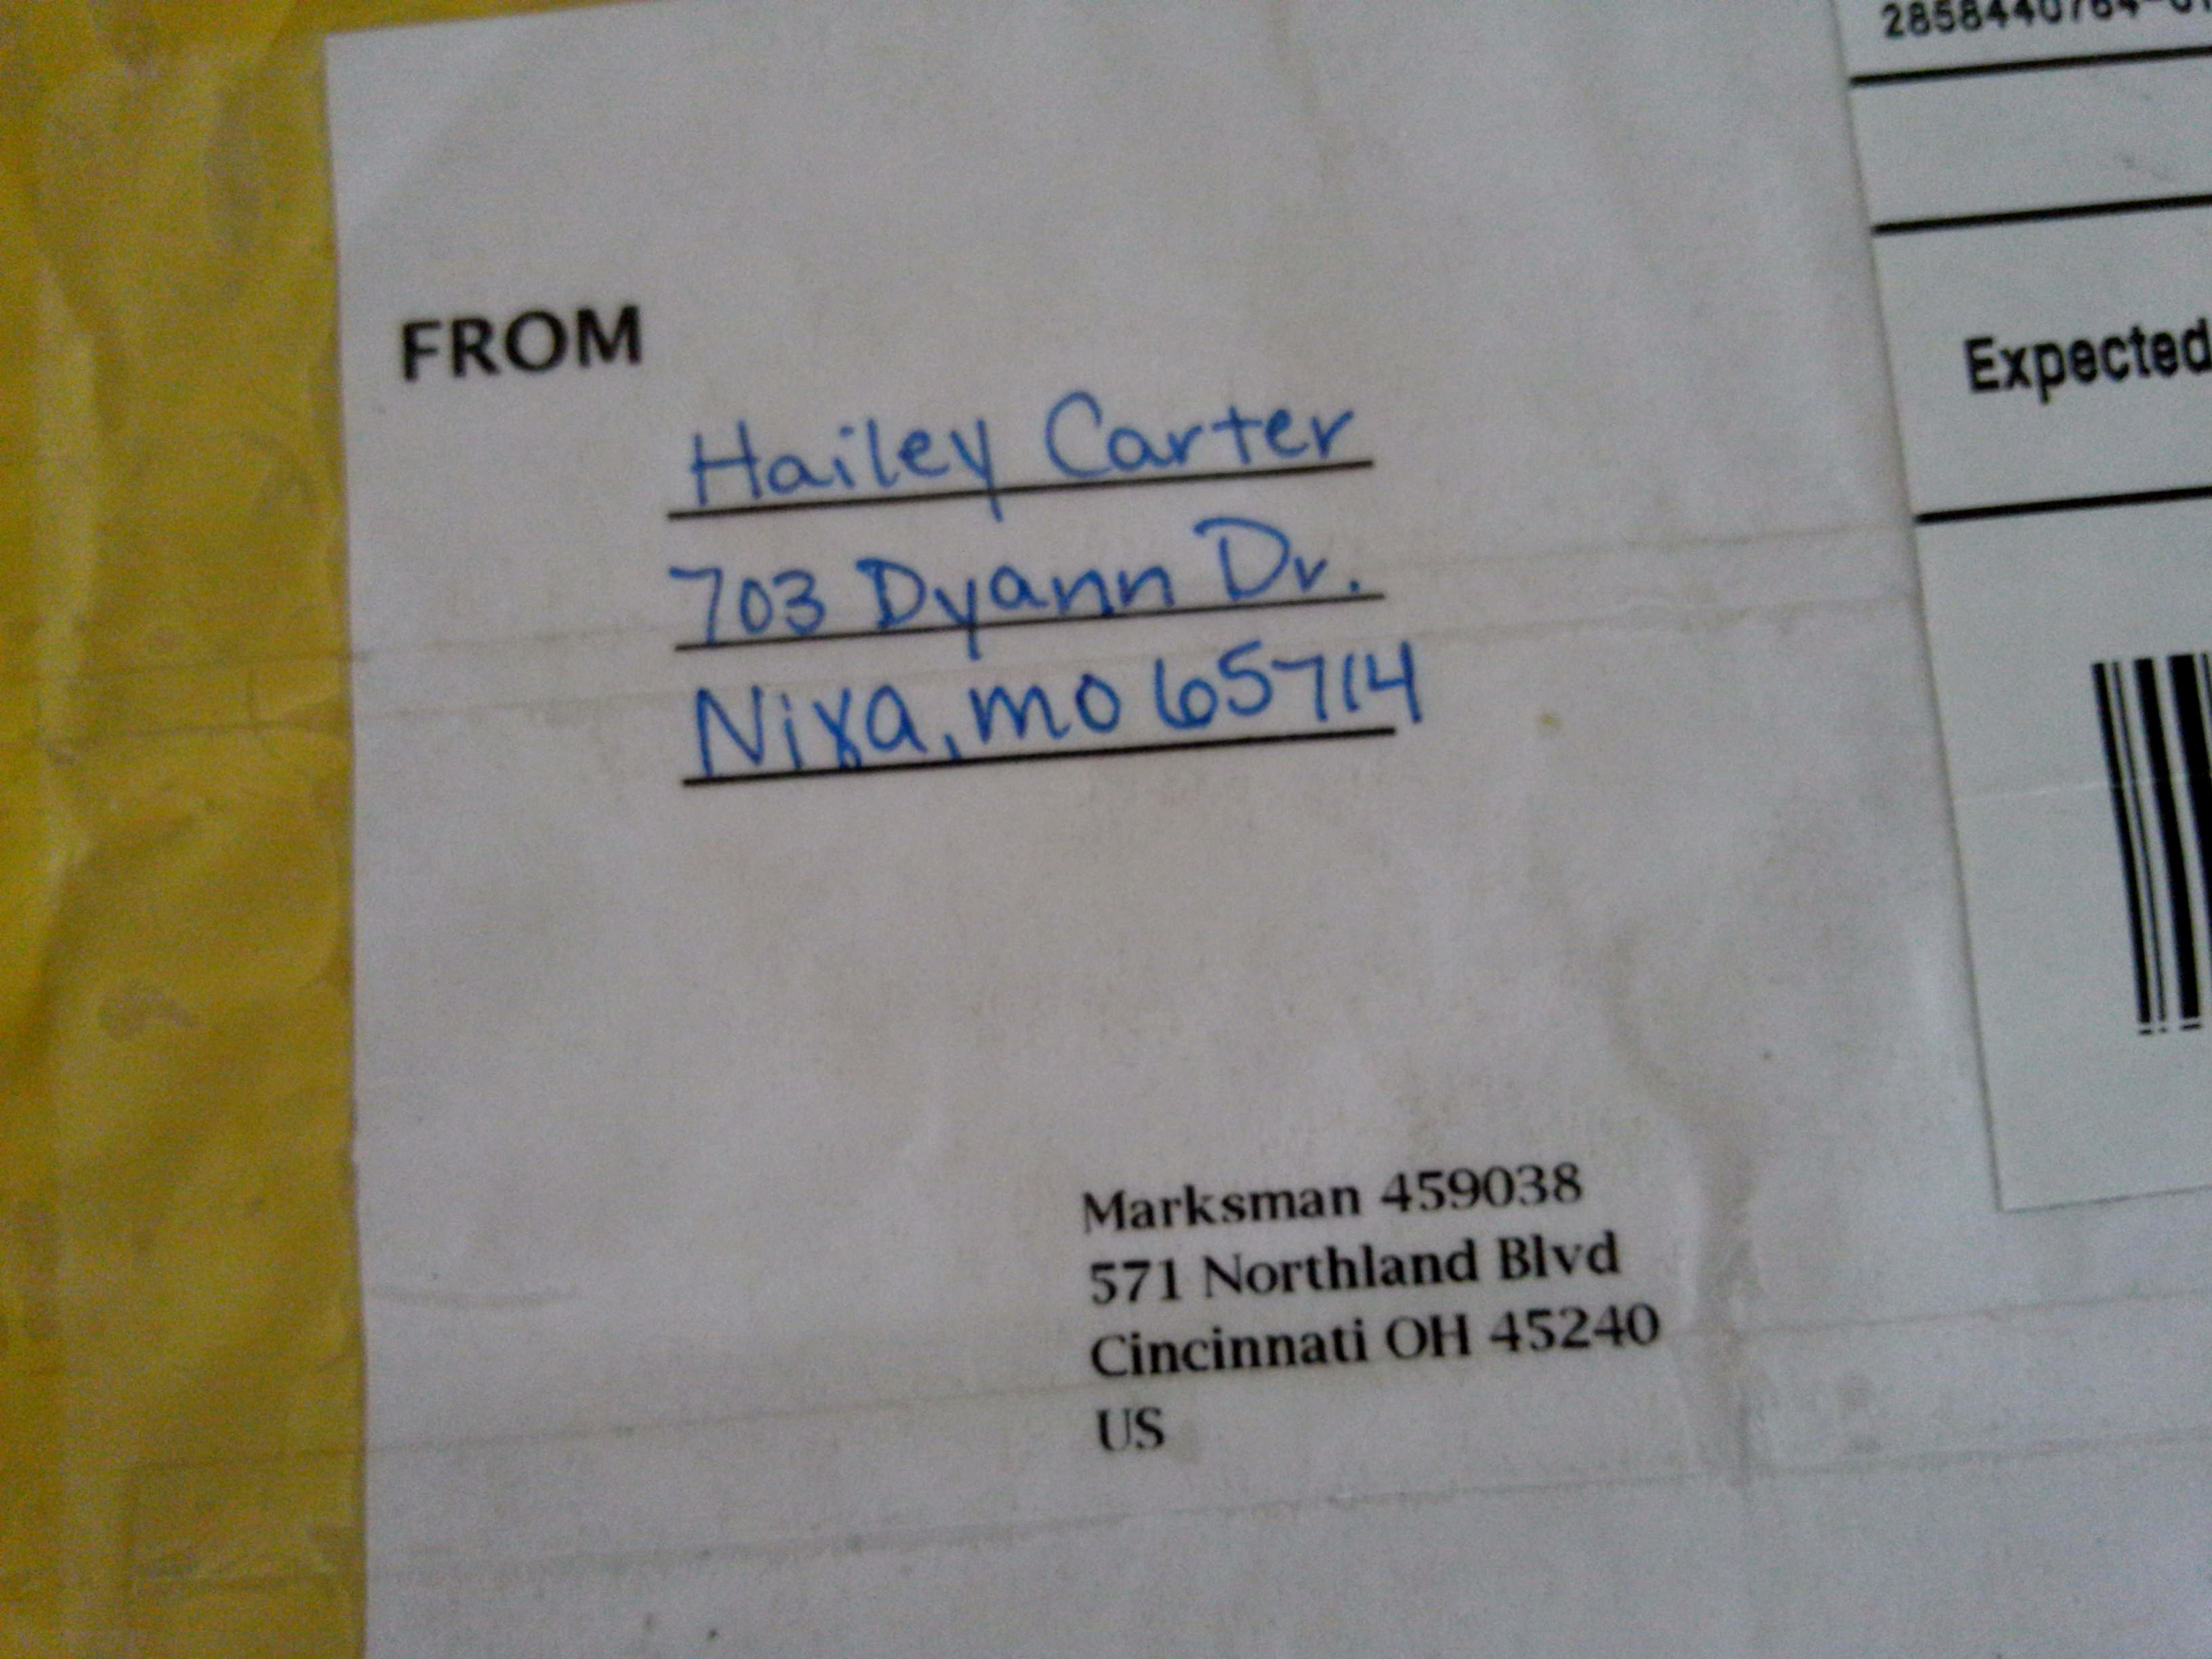 FROM
Hailey Carter
703 Dyann Dr.
Nixa, mo 65714
Marksman 459038
571 Northland Blvd
Cincinnati OH 45240
US
Expected